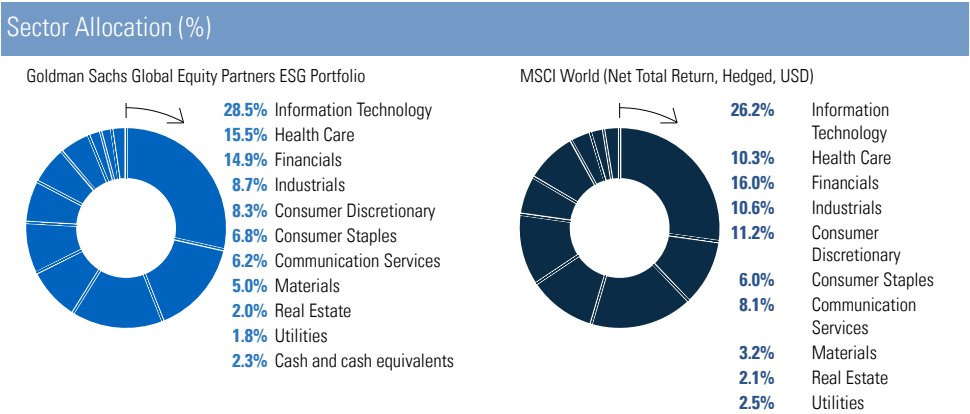 Sector Allocation (%)
Goldman Sachs Global Equity Partners ESG Portfolio
28.5% Information Technology
15.5% Health Care
14.9% Financials
8.7% Industrials
8.3% Consumer Discretionary
6.8% Consumer Staples
6.2% Communication Services
5.0% Materials
2.0% Real Estate
1.8% Utilities
2.3% Cash and cash equivalents
MSCI World (Net Total Return, Hedged, USD)
26.2% Information
Technology
10.3% Health Care
16.0% Financials
10.6% Industrials
11.2% Consumer
Discretionary
6.0% Consumer Staples
8.1% Communication
Services
3.2% Materials
2.1% Real Estate
2.5% Utilities